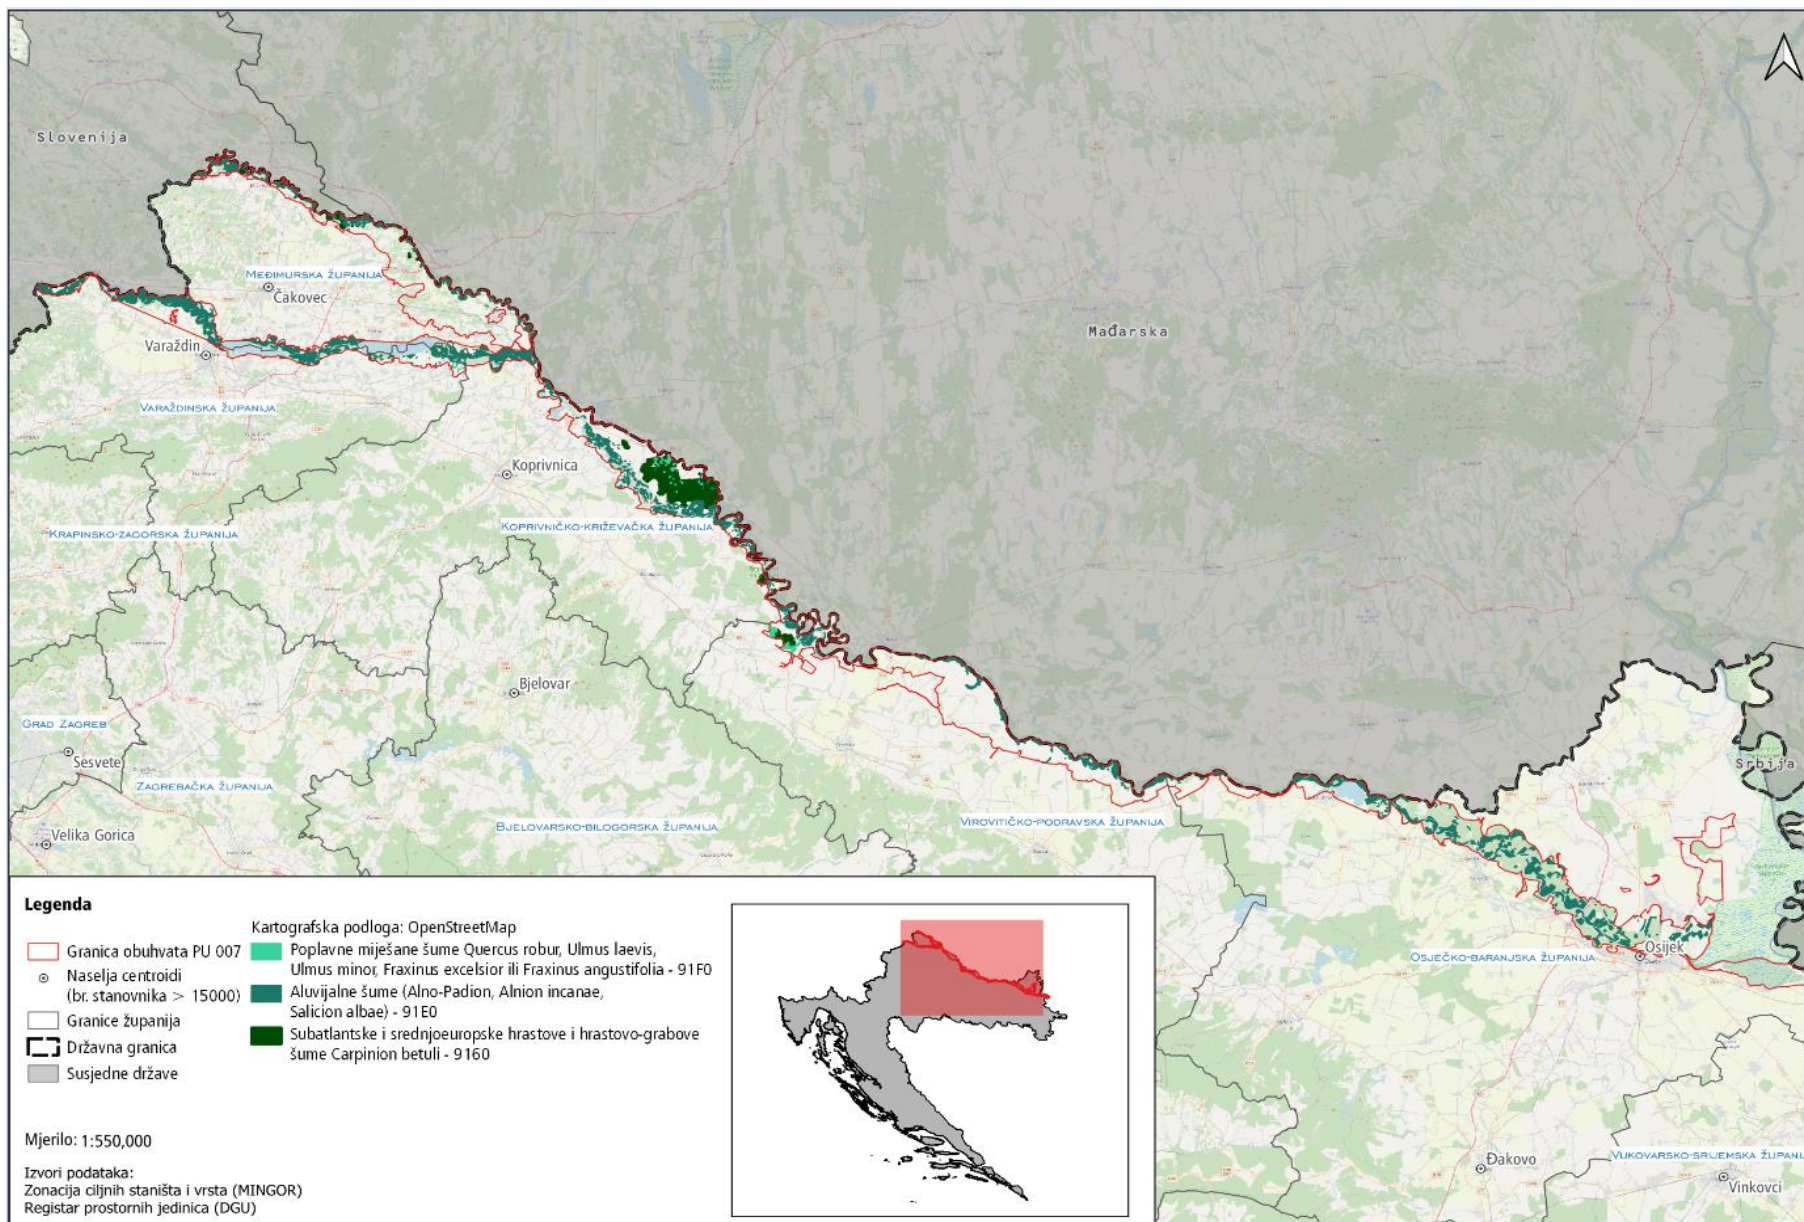 Slovenija
MEĐIMURSKA ŽUPANIJA
Čakovec
Mađarska
Varaždin
VARAŽDINSKA ŽUPANIJA
Koprivnica
KOPRIVNIČKO-KRIŽEVAČKA ŽUPANIJA
KRAPINSKO-ZAGORSKA ŽUPANIJA
Bjelovar
GRAD ZAGREB
Sesvete
Srbija
ZAGREBAČKA ŽUPANIJA
VIROVITIČKO-PODRAVSKA ŽUPANIJA
BJELOVARSKO-BILOGORSKA ŽUPANIJA
Velika Gorica
Osijek
OSJEČKO-BARANJSKA ŽUPANIJA
Đakovo
VUKOVARSKO-SRIJEMSKA ŽUPANIJ
Vinkovci
Legenda
Granica obuhvata PU 007
Naselja centroidi
(br. stanovnika > 15000)
Granice županija
Državna granica
Susjedne države
Kartografska podloga: OpenStreetMap
Poplavne miješane šume Quercus robur, Ulmus laevis,
Ulmus minor, Fraxinus excelsior ili Fraxinus angustifolia - 91F0
Aluvijalne šume (Alno-Padion, Alnion incanae,
Salicion albae) - 91E0
Subatlantske i srednjoeuropske hrastove i hrastovo-grabove
šume Carpinion betuli - 9160
Mjerilo: 1:550,000
Izvori podataka:
Zonacija ciljnih staništa i vrsta (MINGOR)
Registar prostornih jedinica (DGU)